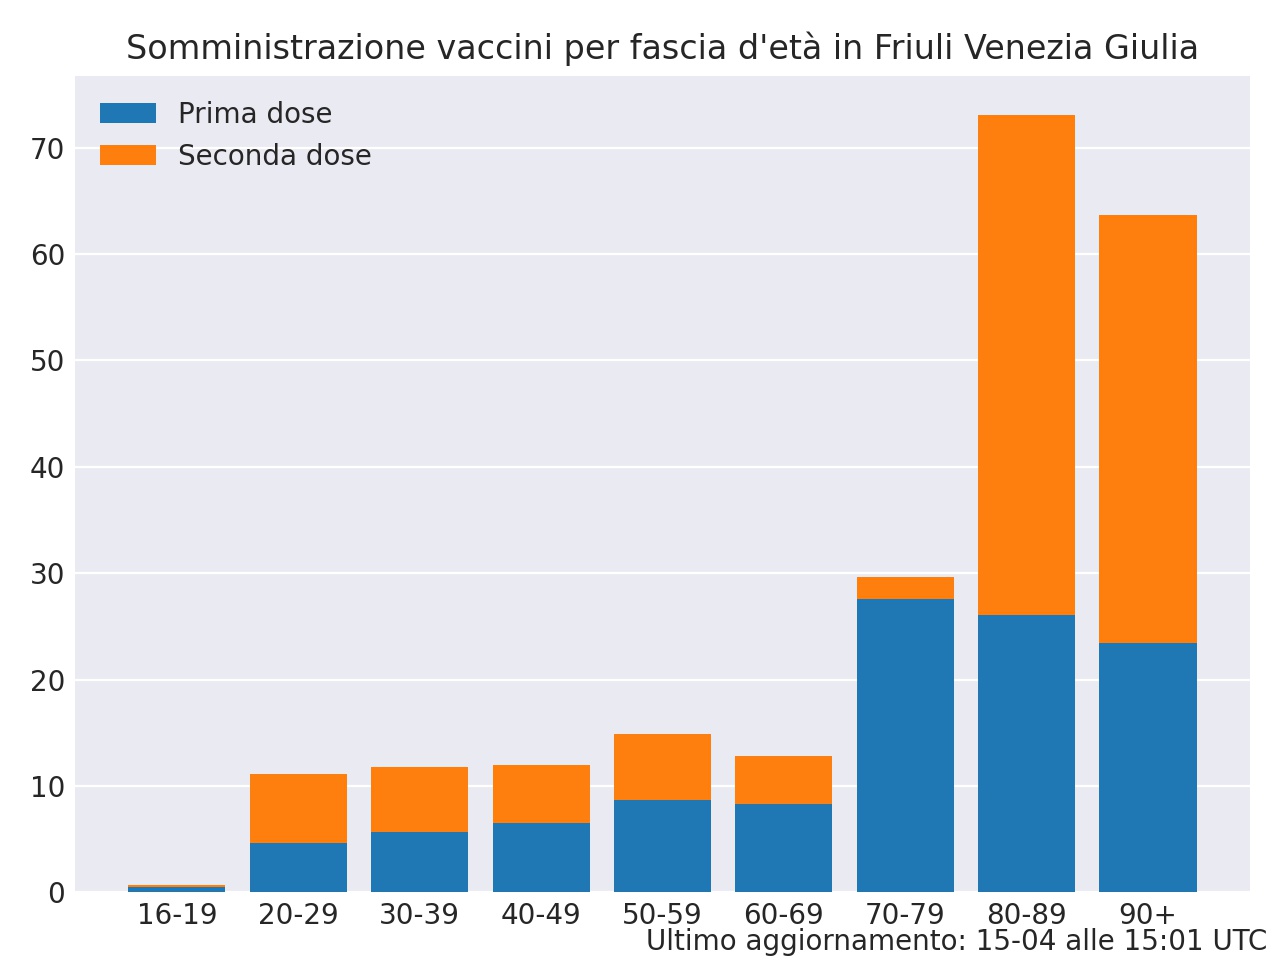 Somministrazione vaccini per fascia d'età in Friuli Venezia Giulia
Prima dose
Seconda dose
70
60
50
40
30
20
10
0
16-19 20-29 30-39 40-49 50-59 60-69 70-79 80-89 90+
Ultimo aggiornamento: 15-04 alle 15:01 UTC